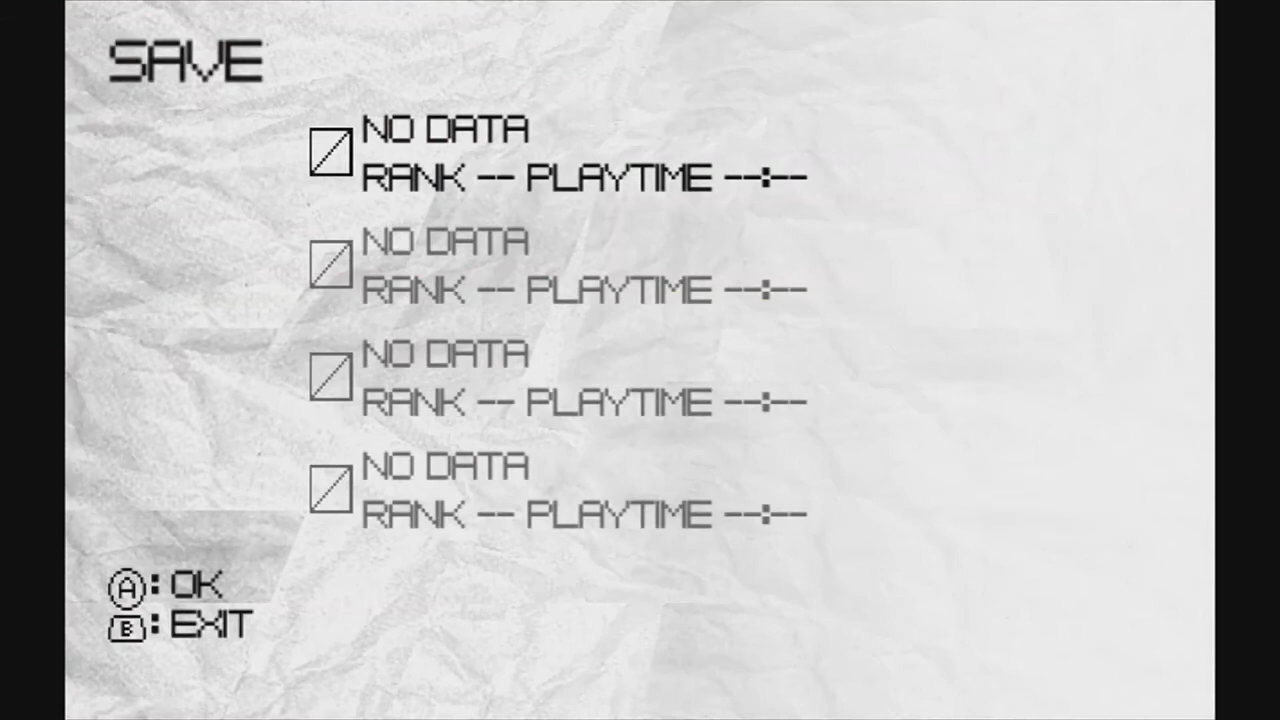 SAVE
NO DATA
RANK -- PLAYTIME --:--
NO DATA
RANK -- PLAYTIME --:--
NO DATA
RANK -- PLAYTIME --:--
NO DATA
RANK -- PLAYTIME --:--
A: OK
B: EXIT